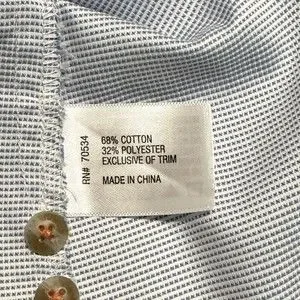 68% COTTON
32% POLYESTER
EXCLUSIVE OF TRIM
MADE IN CHINA
RN# 70534